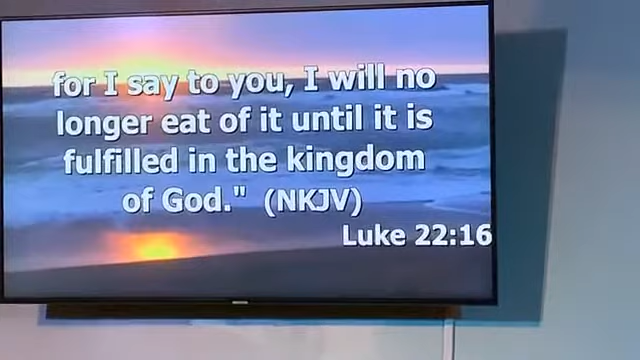 for I say to you, I will no
longer eat of it until it is
fulfilled in the kingdom
of God." (NKJV)
Luke 22:16